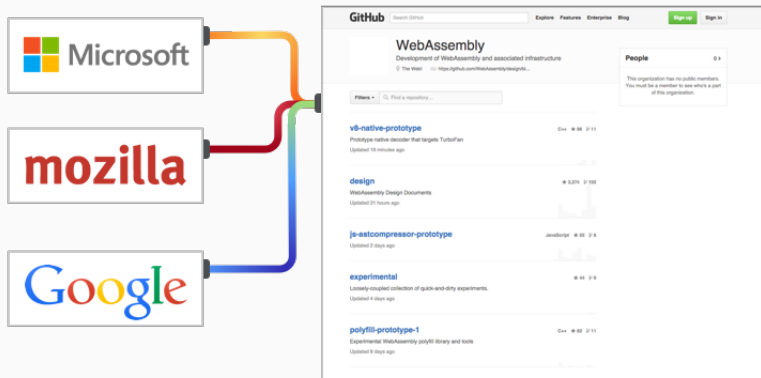 Microsoft
mozilla
Google
GitHub Search GitHub Explore Features Enterprise Blog Sign up Sign in
WebAssembly
Development of WebAssembly and associated infrastructure
The Web! https://github.com/WebAssembly/design/bl...
People 0 >
This organization has no public members.
You must be a member to see who's a part
of this organization.
Filters Find a repository...
v8-native-prototype C++ 11
Prototype native decoder that targets TurboFan
Updated 19 minutes ago
design
WebAssembly Design Documents
Updated 21 hours ago
js-astcompressor-prototype JavaScript
Updated 2 days ago
experimental 44
Loosely-coupled collection of quick-and-dirty experiments.
Updated 4 days ago
polyfill-prototype-1 C++ 11
Experimental WebAssembly polyfill library and tools
Updated 6 days ago